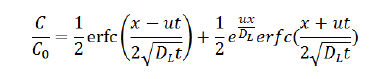 C/C₀ = 1/2 erfc((x − ut)/(2√(D_L t))) + 1/2 e^(ux/D_L) erfc((x + ut)/(2√(D_L t)))